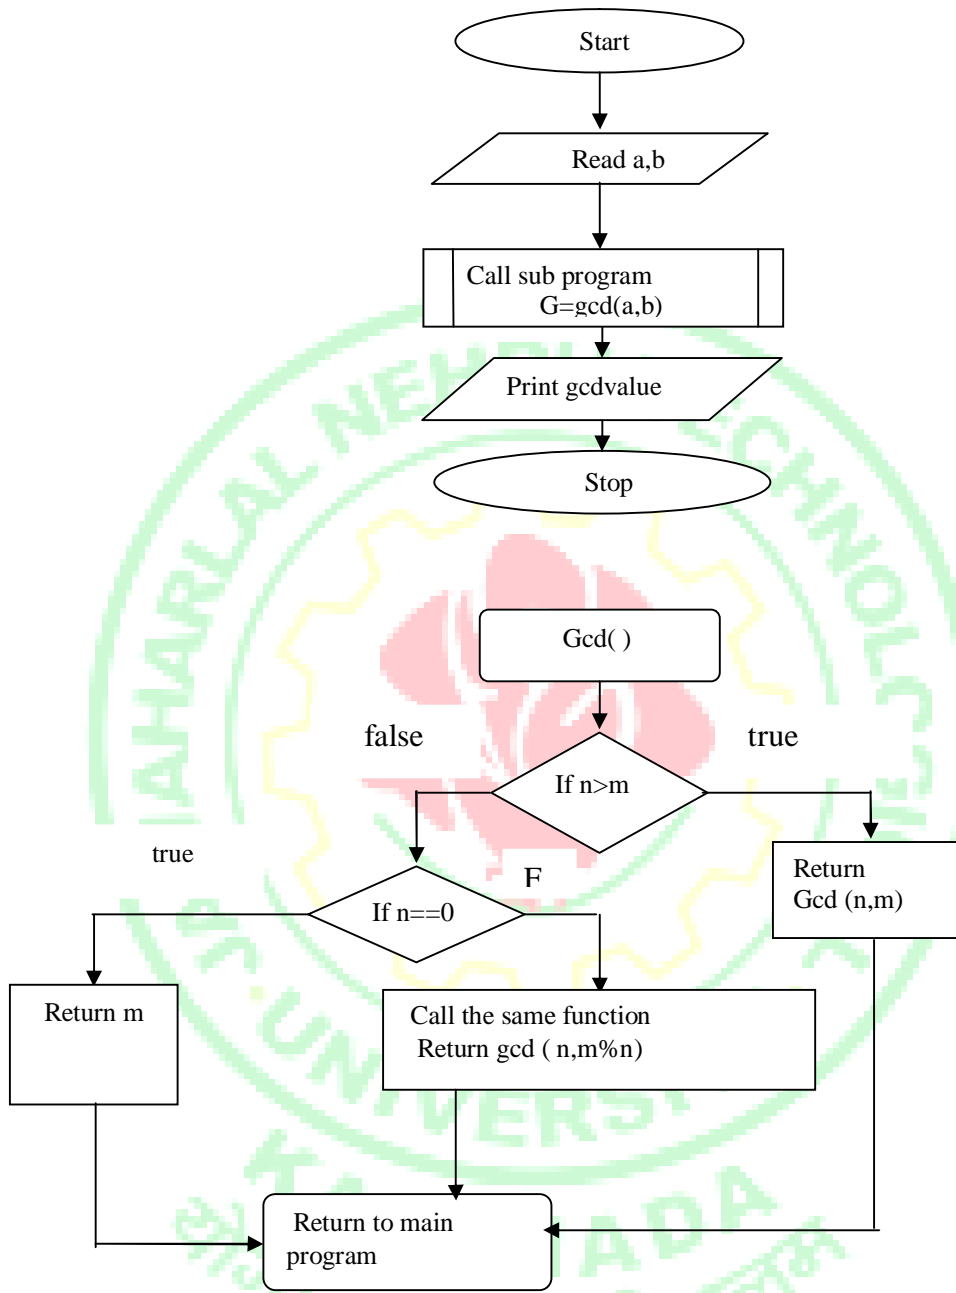 Start
Read a,b
Call sub program
G=gcd(a,b)
Print gcdvalue
Stop
Gcd( )
false
true
If n>m
true
F
Return
Gcd (n,m)
If n==0
Return m
Call the same function
Return gcd ( n,m%n)
Return to main
program